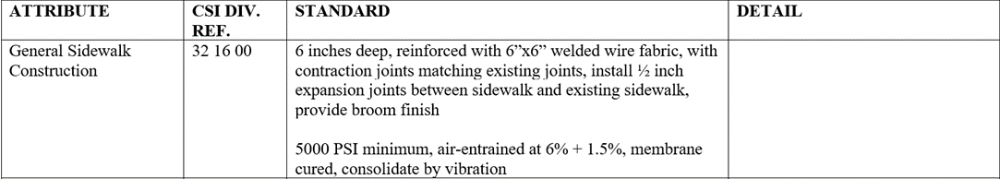 ATTRIBUTE
CSI DIV.
REF.
STANDARD
DETAIL
General Sidewalk
Construction
32 16 00
6 inches deep, reinforced with 6”x6” welded wire fabric, with
contraction joints matching existing joints, install ½ inch
expansion joints between sidewalk and existing sidewalk,
provide broom finish
5000 PSI minimum, air-entrained at 6% + 1.5%, membrane
cured, consolidate by vibration